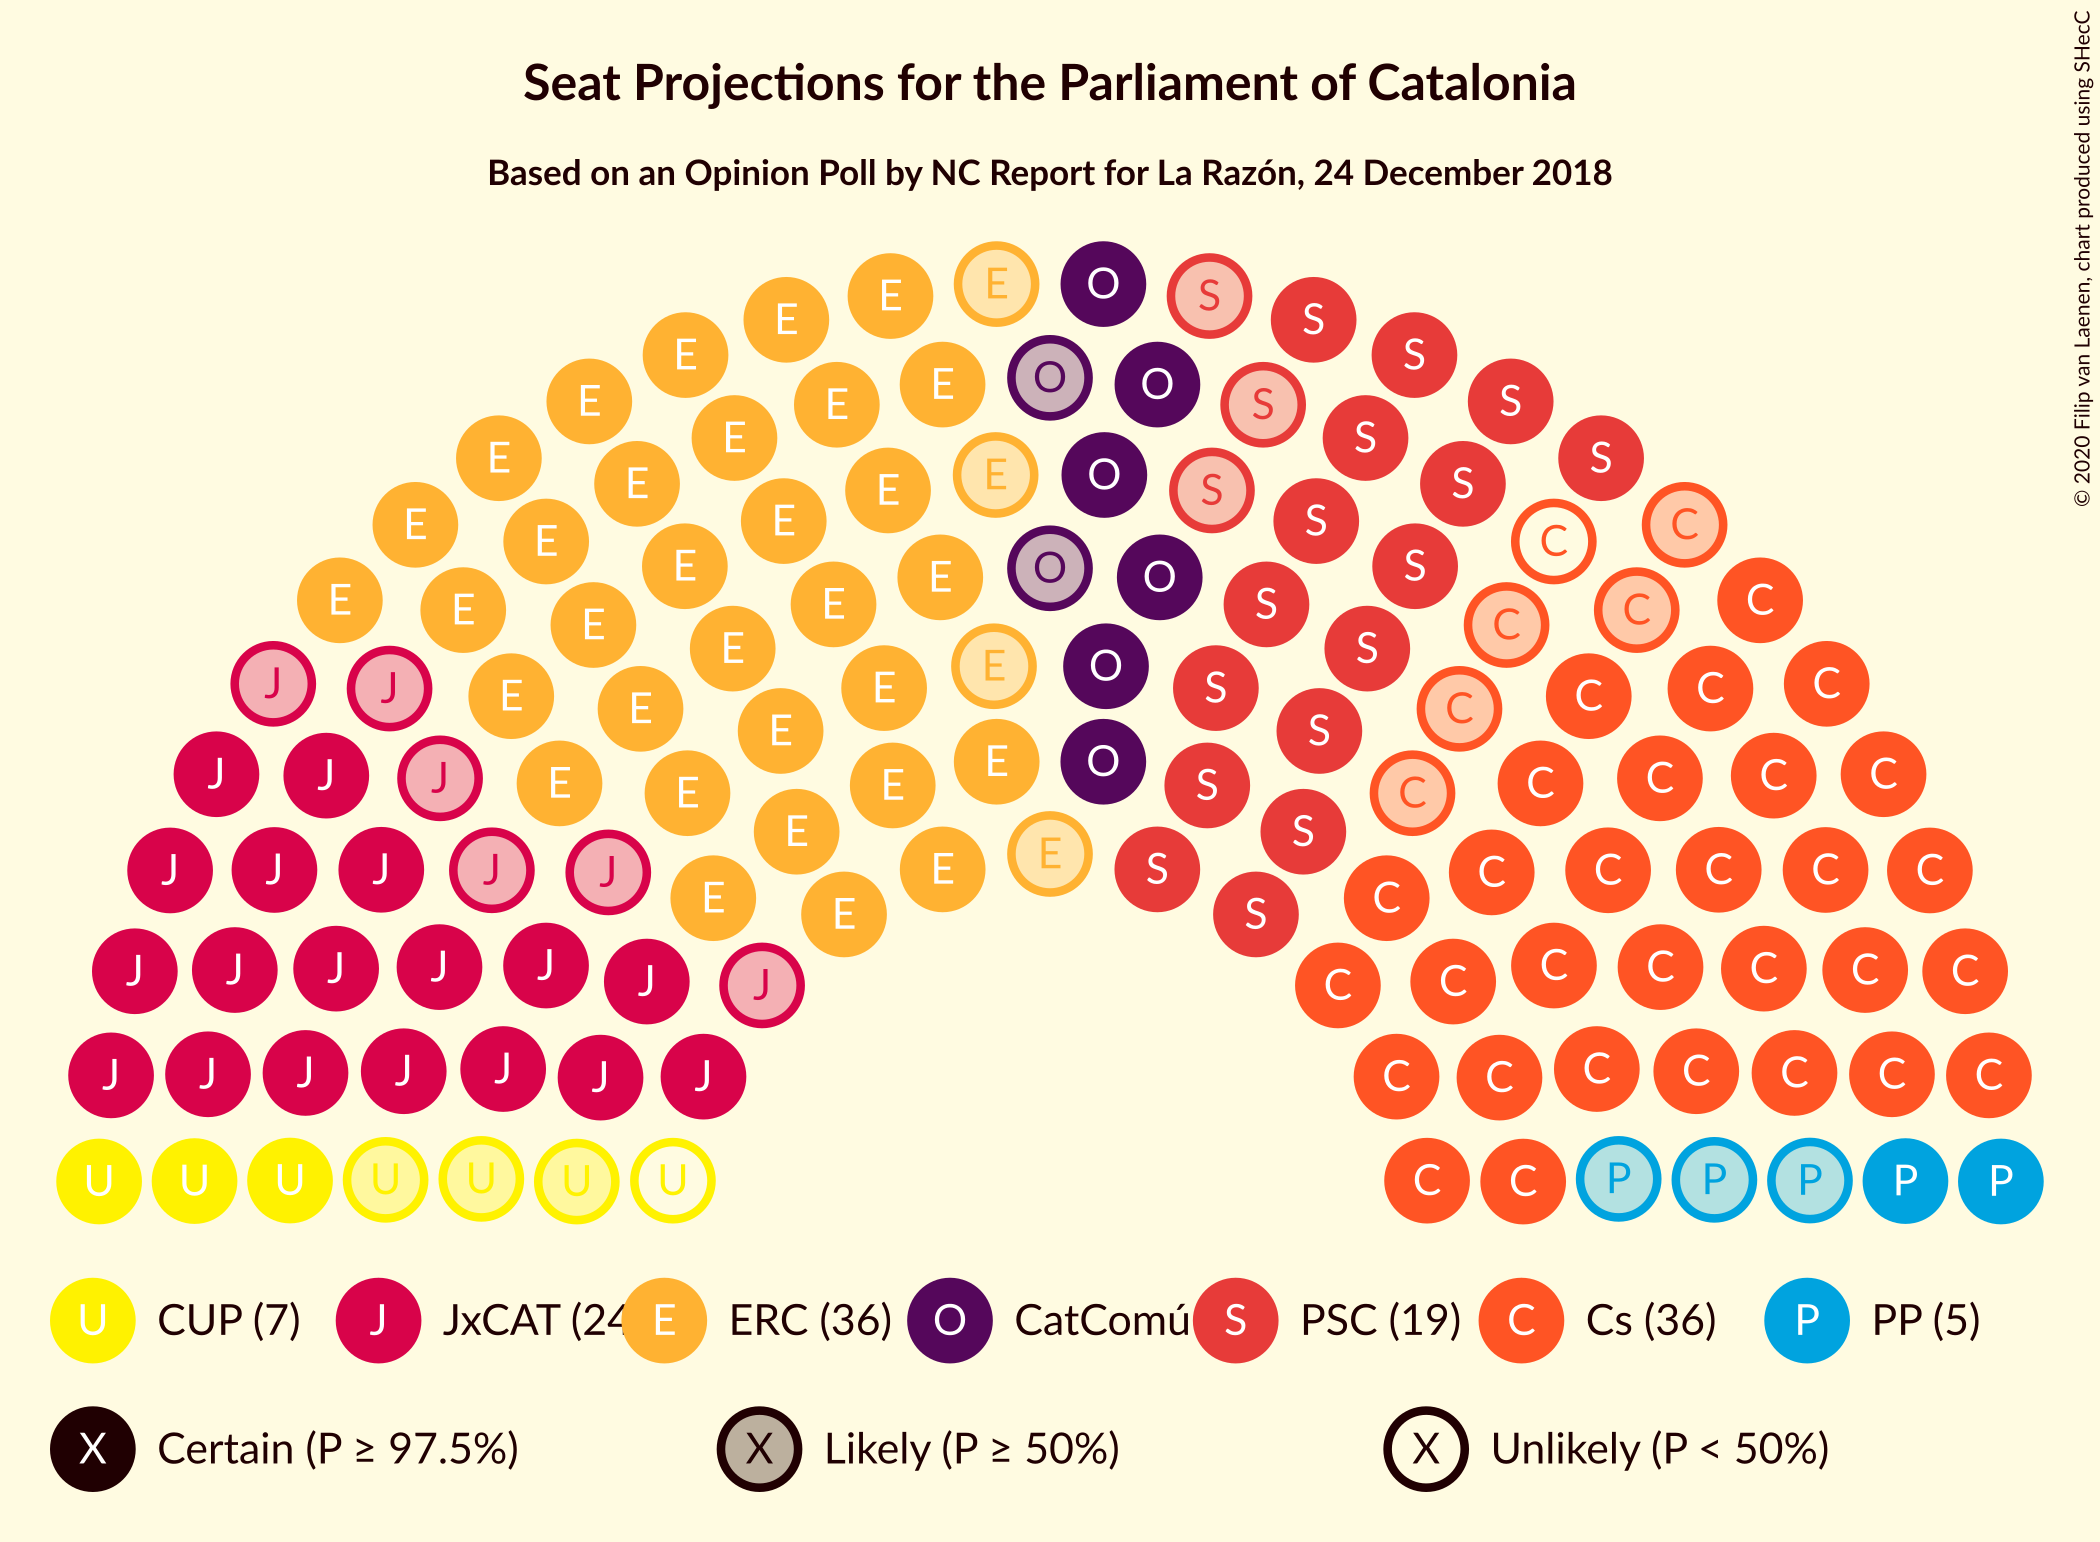 Seat Projections for the Parliament of Catalonia
Based on an Opinion Poll by NC Report for La Razón, 24 December 2018
© 2020 Filip van Laenen, chart produced using SHecC
E O
E S
E S
E O S
E E O S S
E E S S
E E O S S
E E S C C
E E O S S
E E E O S C
E E S S C C
E E S C
E E E O S C
J J E E E S C C C
J J E E E O S S C C C C
J E E E S C C
J J J J J E E E E S S C C C C C C
E S
J J J J J J J C C C C C C C
J J J J J J J C C C C C C C
U U U U U U U C C P P P P P
U CUP (7) J JxCAT (24 E ERC (36) O CatComú S PSC (19) C Cs (36) P PP (5)
X Certain (P ≥ 97.5%) X Likely (P ≥ 50%) X Unlikely (P < 50%)